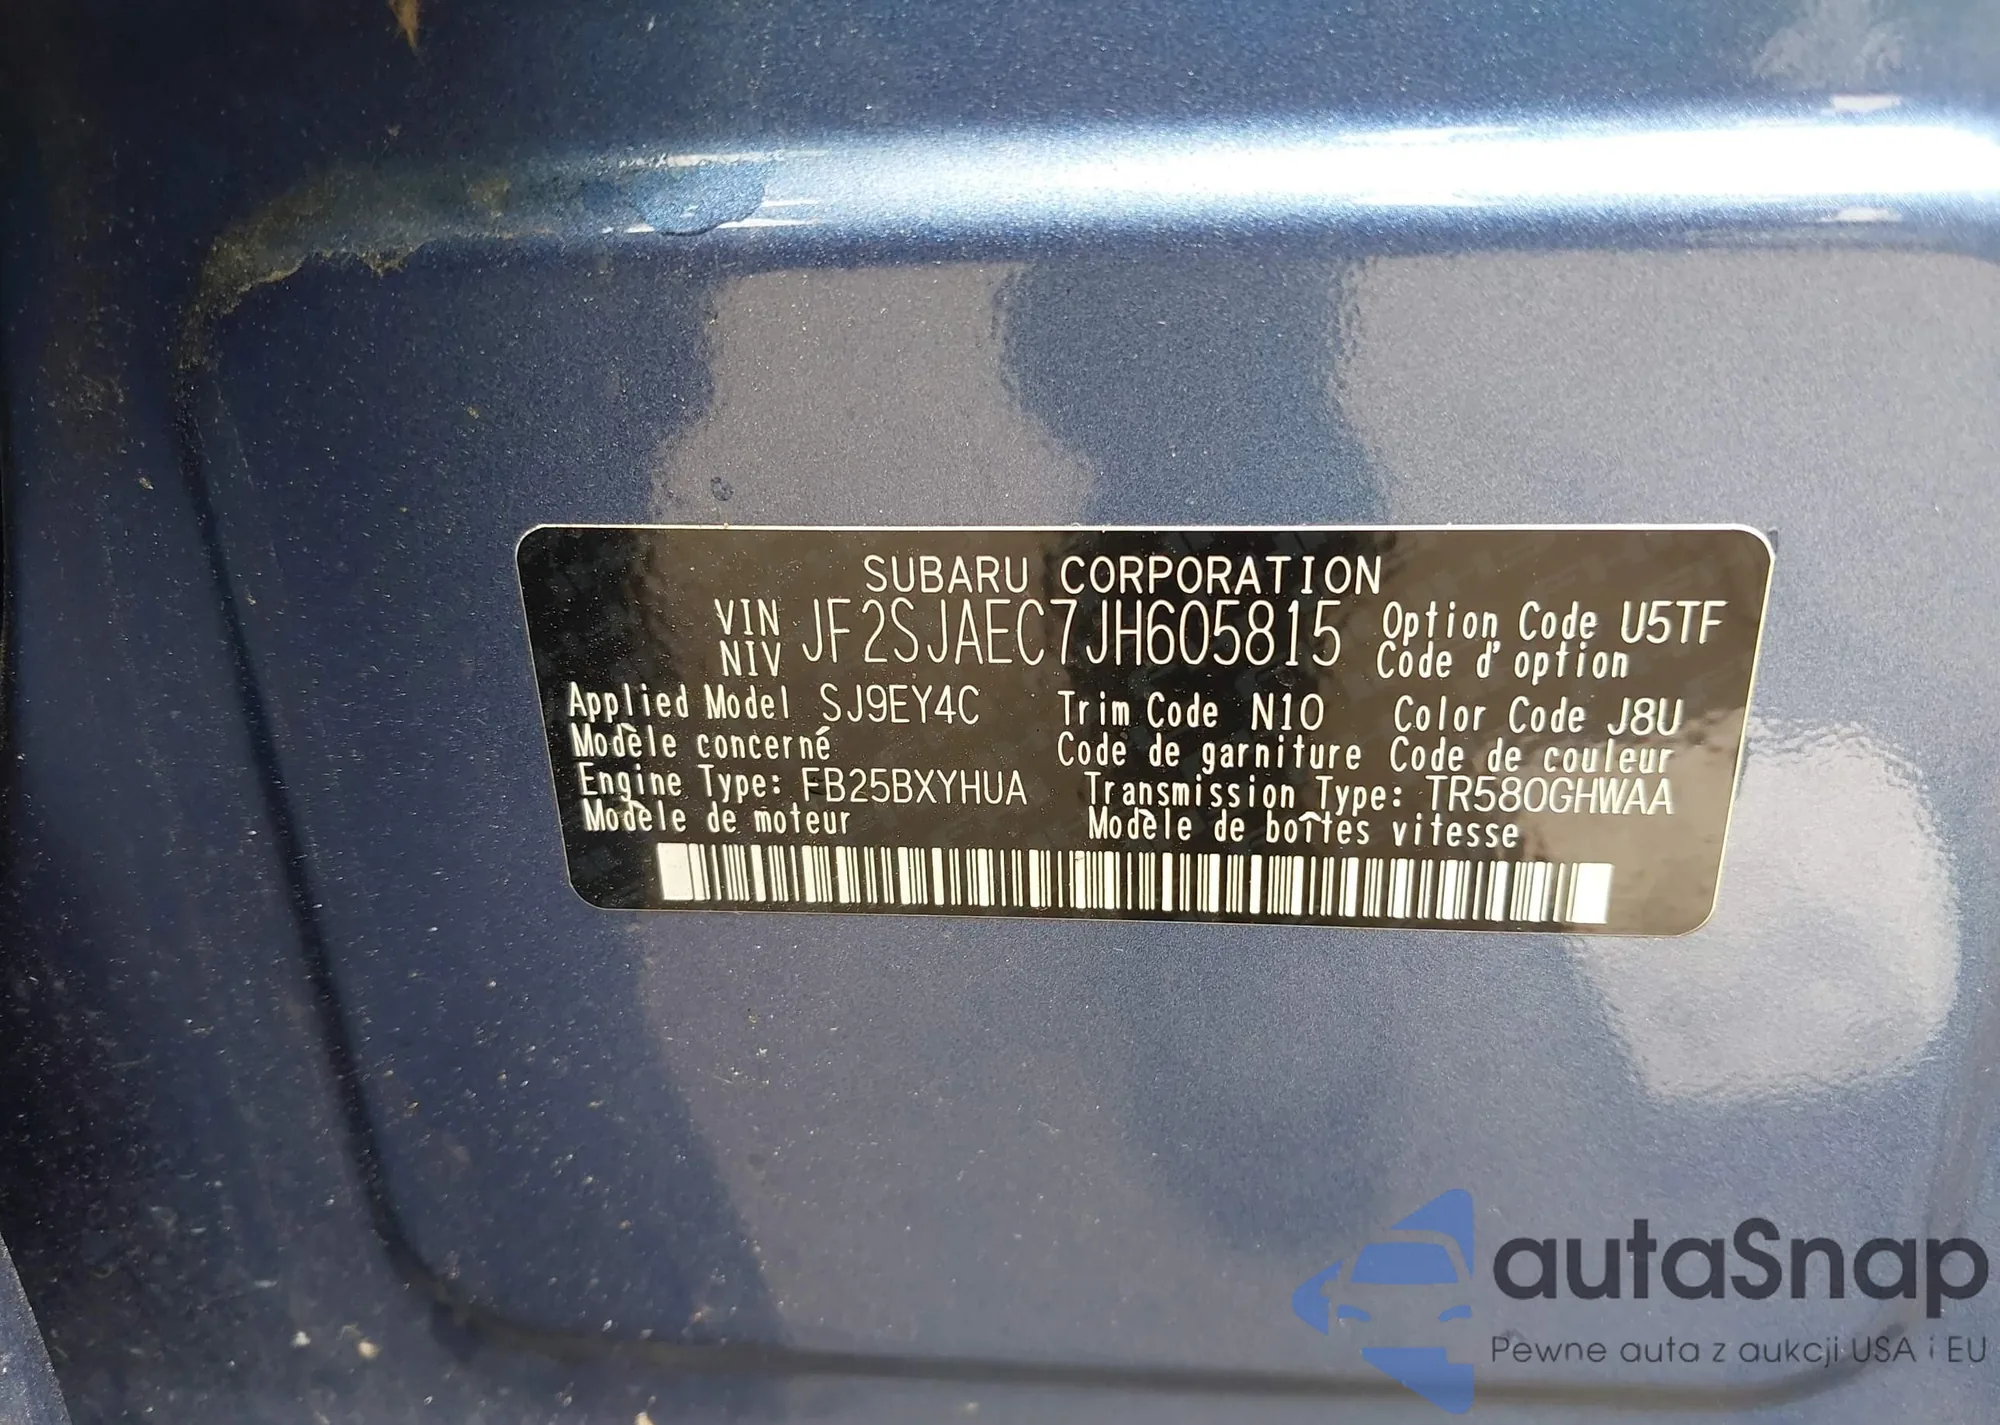 SUBARU CORPORATION
VIN JF2SJAEC7JH605815 Option Code U5TF
NIV Code d'option
Applied Model SJ9EY4C Trim Code N10 Color Code J8U
Modèle concerné Code de garniture Code de couleur
Engine Type: FB25BXYHUA Transmission Type: TR580GHWAA
Modèle de moteur Modèle de boîtes vitesse
autaSnap
Pewne auta z aukcji USA i EU